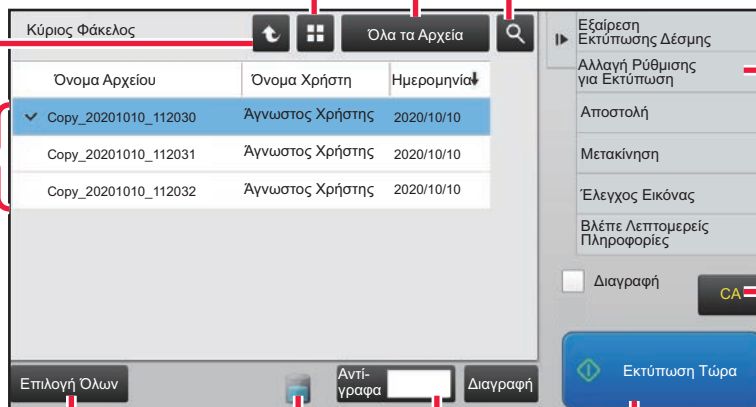 Κύριος Φάκελος
Όλα τα Αρχεία
Όνομα Αρχείου Όνομα Χρήστη Ημερομηνία
Copy_20201010_112030 Άγνωστος Χρήστης 2020/10/10
Copy_20201010_112031 Άγνωστος Χρήστης 2020/10/10
Copy_20201010_112032 Άγνωστος Χρήστης 2020/10/10
Επιλογή Όλων
Αντί-
γραφα
Διαγραφή
Εξαίρεση
Εκτύπωσης Δέσμης
Αλλαγή Ρύθμισης
για Εκτύπωση
Αποστολή
Μετακίνηση
Έλεγχος Εικόνας
Βλέπε Λεπτομερείς
Πληροφορίες
Διαγραφή
CA
Εκτύπωση Τώρα